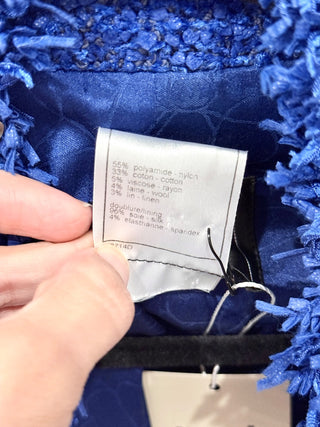 55% polyamide - nylon
33% coton - cotton
5% viscose - rayon
4% laine - wool
3% lin - linen
doublure/lining
96% soie - silk
4% elasthanne - spandex